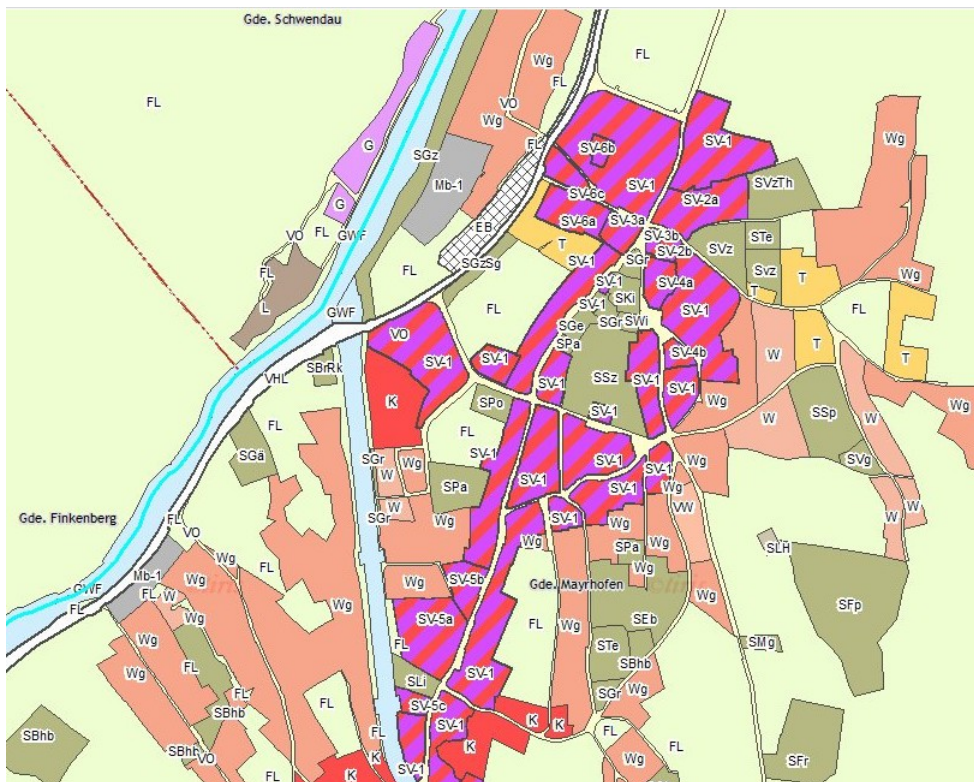 Gde. Schwendau
FL
Wg
FL
Wg
VO
FL
FL
Wg
Wg
G
SGz
FL
SV-6b
Mb-1
SV-1
SVzTh
G
SV-6c
SV-2a
EB
SV-6a
SV-3a
VO
FL
GWF
SV-3b
STe
SVz
T
SV-2b
SV-1
SGr
Svz
FL
FL
SGzSg
SV-1
SV-4a
T
T
Wg
SV-1
SKi
SV-1
L
GWF
SGe
SGr
SWi
FL
VO
SPa
SV-4b
W
T
SV-1
SV-1
T
SBrRk
SSz
SV-1
VHL
SV-1
SV-1
K
SPo
SV-1
Wg
W
SSp
W
Wg
FL
FL
SV-1
SGä
SGr
Wg
SV-1
SV-1
Wg
SVg
W
SPa
SV-1
SV-1
Wg
W
W
SGr
Wg
SV-1
VW
Gde. Finkenberg
FL
VO
FL
Wg
Wg
SPa
SLH
Mb-1
Wg
Wg
SV-5b
Gde. Mayrhofen
Wg
Wg
GWF
FL
FL
W
Wg
Wg
SFp
Wg
Wg
SV-5a
FL
Wg
SEb
SMg
Wg
FL
FL
SV-1
STe
SBhb
Wg
FL
FL
SLi
SGr
Wg
SBhb
SBhb
SV-5c
K
K
FL
SV-1
FL
SBhb
VO
K
SV-1
K
K
Wg
FL
SFr